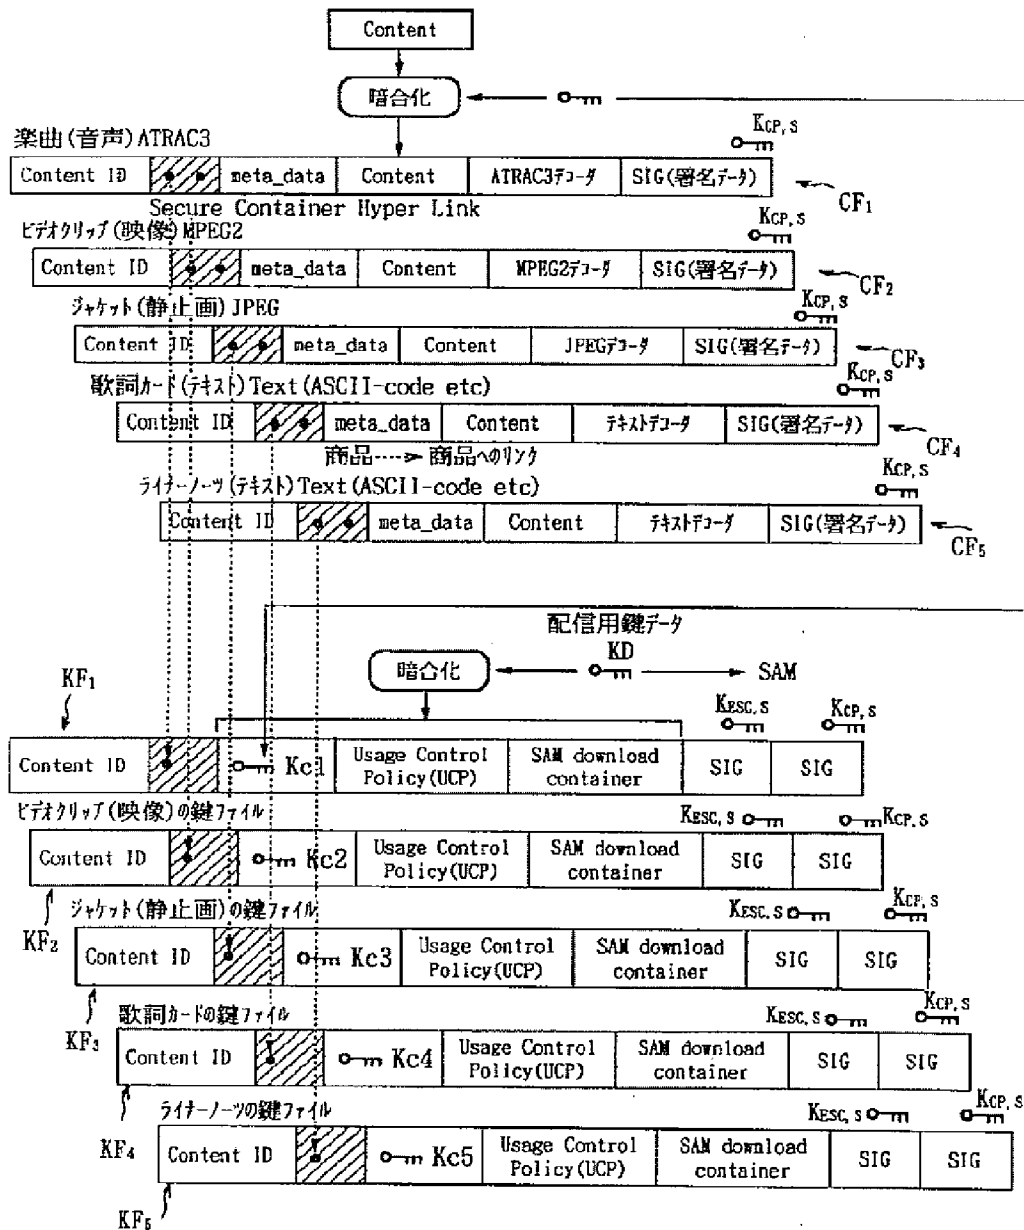 Content
暗合化
楽曲(音声)ATRAC3
KCP,S
Content ID meta_data Content ATRAC3デコーダ SIG(署名データ)
CF1
Secure Container Hyper Link
ビデオクリップ(映像)MPEG2
KCP,S
Content ID meta_data Content MPEG2デコーダ SIG(署名データ)
CF2
ジャケット(静止画)JPEG
KCP,S
Content ID meta_data Content JPEGデコーダ SIG(署名データ)
CF3
歌詞カード(テキスト)Text(ASCII-code etc)
KCP,S
Content ID meta_data Content テキストデコーダ SIG(署名データ)
CF4
商品----> 商品へのリンク
ライナーノーツ(テキスト)Text(ASCII-code etc)
KCP,S
Content ID meta_data Content テキストデコーダ SIG(署名データ)
CF5
配信用鍵データ
暗合化 KD SAM
KF1
KESC,S KCP,S
Content ID Kc1 Usage Control Policy(UCP) SAM download container SIG SIG
ビデオクリップ(映像)の鍵ファイル
KESC,S KCP,S
Content ID Kc2 Usage Control Policy(UCP) SAM download container SIG SIG
KF2
ジャケット(静止画)の鍵ファイル
KESC,S KCP,S
Content ID Kc3 Usage Control Policy(UCP) SAM download container SIG SIG
KF3
歌詞カードの鍵ファイル
KESC,S KCP,S
Content ID Kc4 Usage Control Policy(UCP) SAM download container SIG SIG
KF4
ライナーノーツの鍵ファイル
KESC,S KCP,S
Content ID Kc5 Usage Control Policy(UCP) SAM download container SIG SIG
KF5